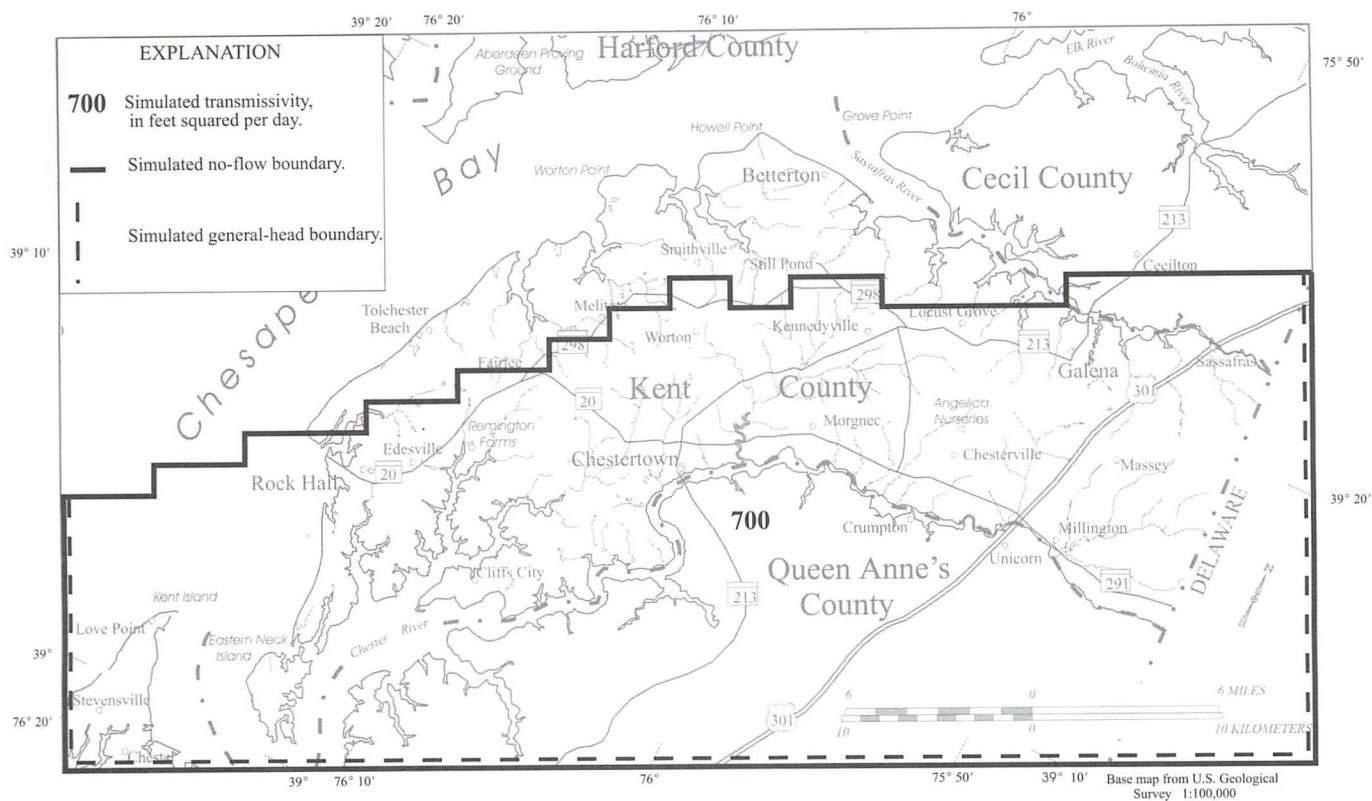 39° 20'
76° 20'
76° 10'
76°
75° 50'
EXPLANATION
700 Simulated transmissivity,
in feet squared per day.
Simulated no-flow boundary.
Simulated general-head boundary.
Harford County
Aberdeen Proving
Ground
Elk River
Bohemia River
Grove Point
Howell Point
Bay
Worton Point
Betterton
Sassafras River
Cecil County
213
39° 10'
Smithville
Still Pond
Cecilton
Chesape
Tolchester
Beach
Melito
298
Worton
Kennedyville
Locust Grove
298
213
Fairlee
Galena
Sassafras
Kent County
20
301
Remington
Farms
Morgnec
Angelica
Nurseries
Edesville
Chestertown
Chesterville
Massey
Rock Hall
20
39° 20'
700
Crumpton
Millington
Unicorn
DELAWARE
Cliffs City
Queen Anne's
County
213
291
N
Kent Island
Love Point
Eastern Neck
Island
Chester River
39°
Stevensville
6 0 6 MILES
76° 20'
301
10 0 10 KILOMETERS
Chester
39° 10'
76° 10'
76°
75° 50'
39° 10'
Base map from U.S. Geological
Survey 1:100,000